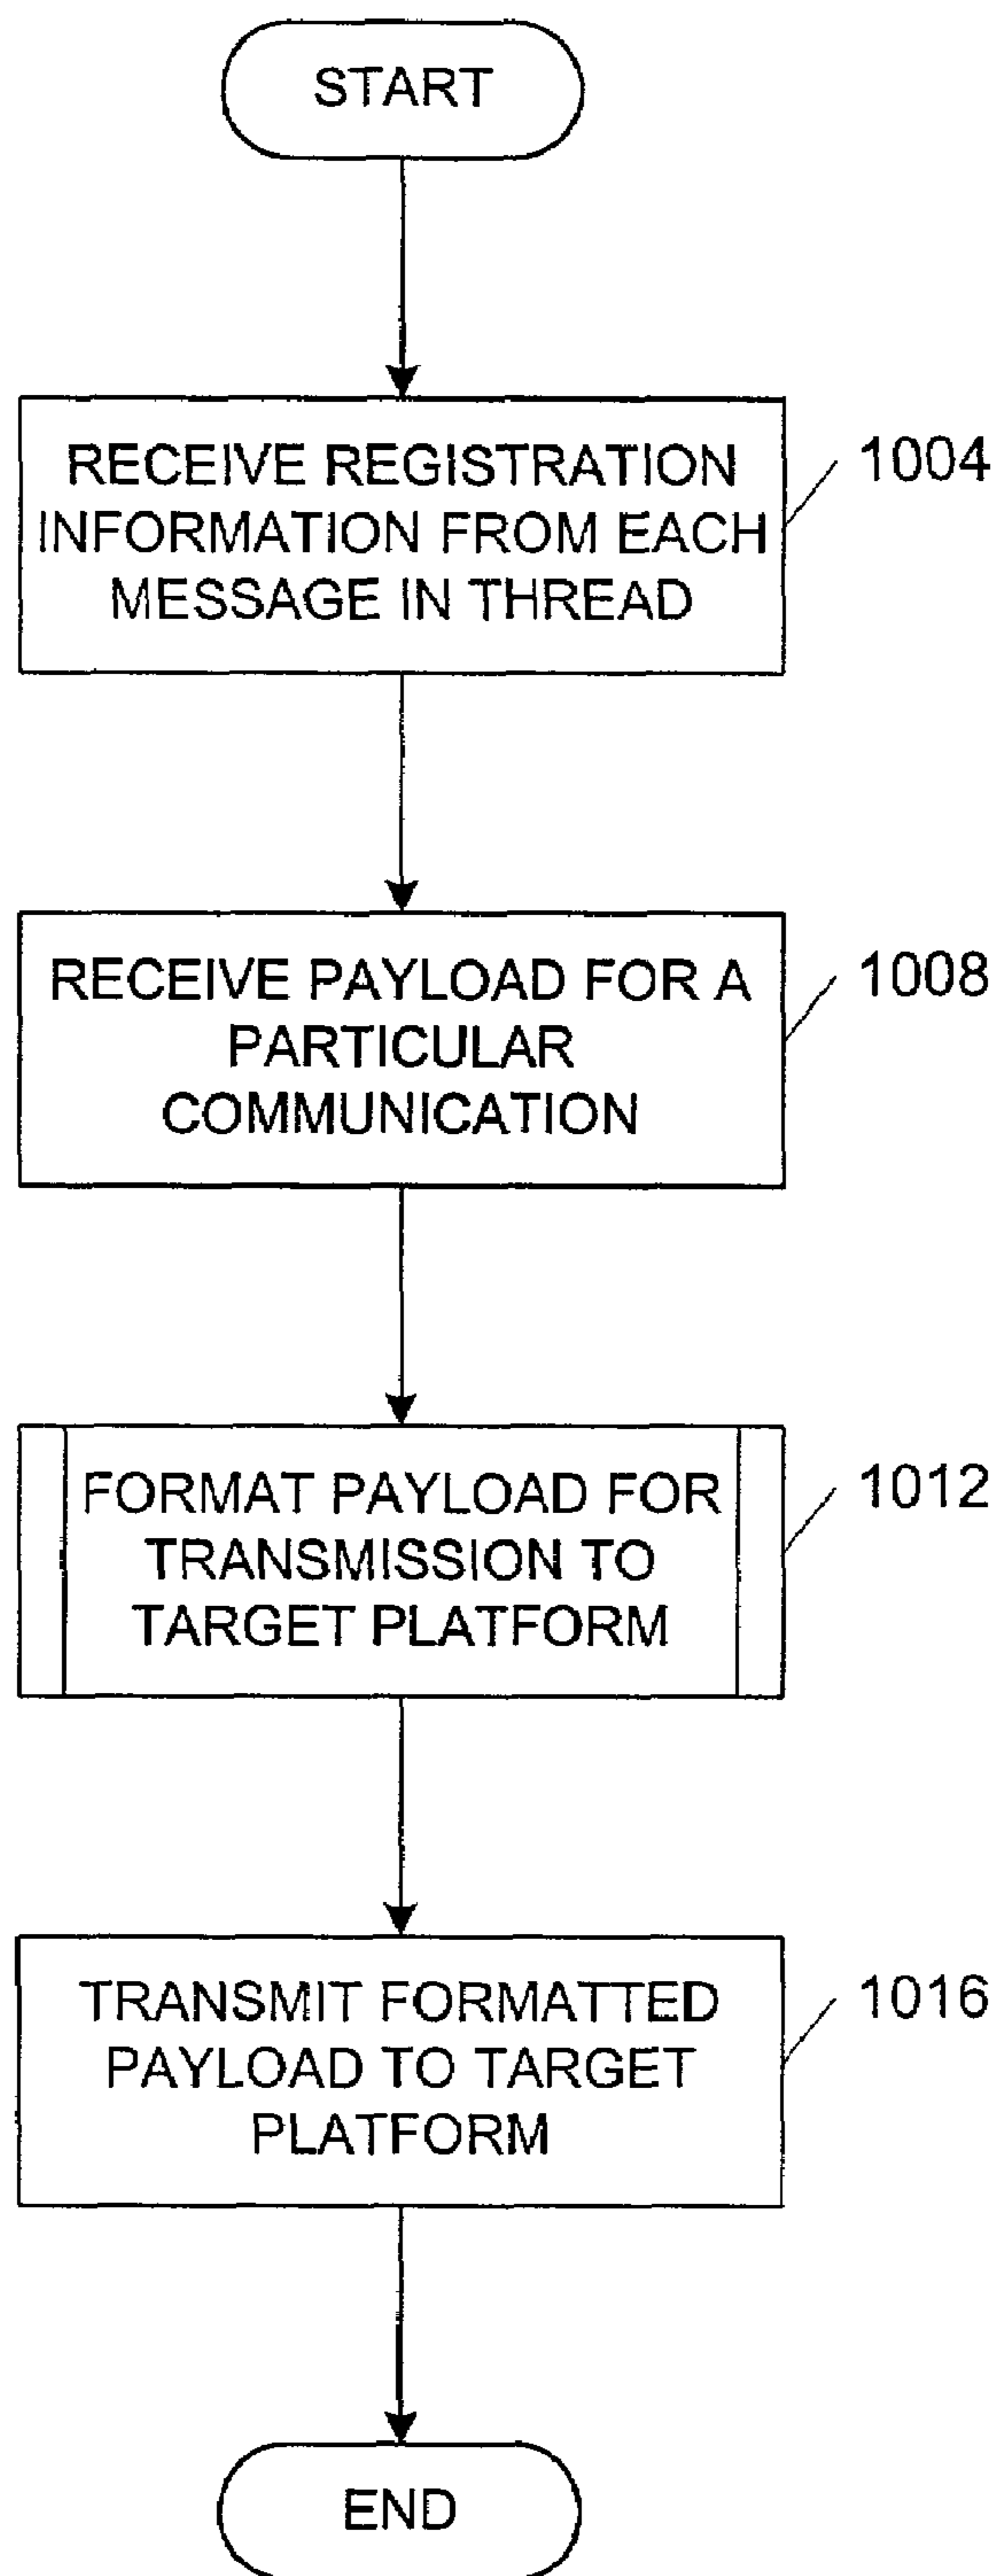 START
RECEIVE REGISTRATION
INFORMATION FROM EACH
MESSAGE IN THREAD
1004
RECEIVE PAYLOAD FOR A
PARTICULAR
COMMUNICATION
1008
FORMAT PAYLOAD FOR
TRANSMISSION TO
TARGET PLATFORM
1012
TRANSMIT FORMATTED
PAYLOAD TO TARGET
PLATFORM
1016
END